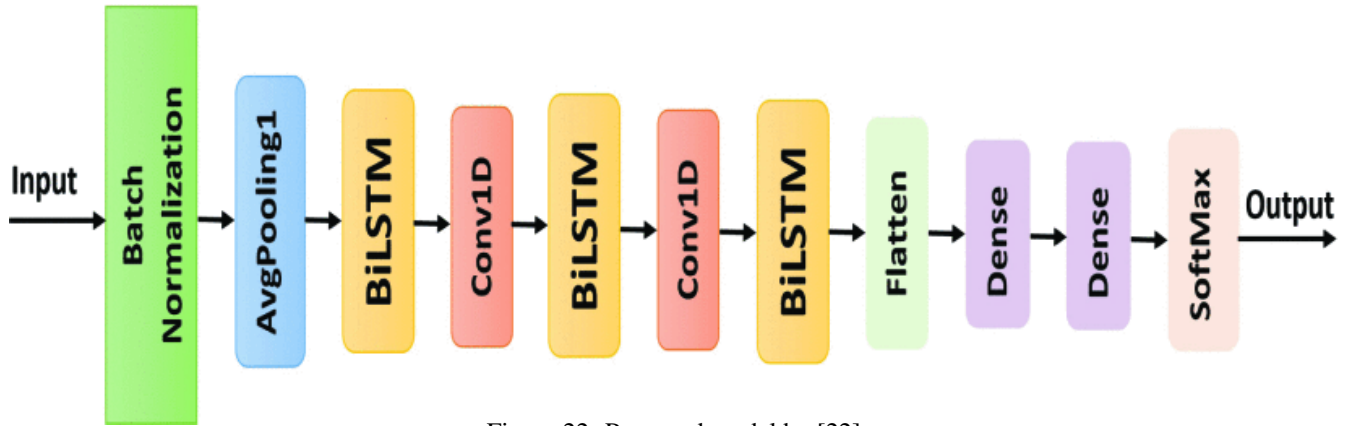 Input
Batch
Normalization
AvgPooling1
BiLSTM
Conv1D
BiLSTM
Conv1D
BiLSTM
Flatten
Dense
Dense
SoftMax
Output